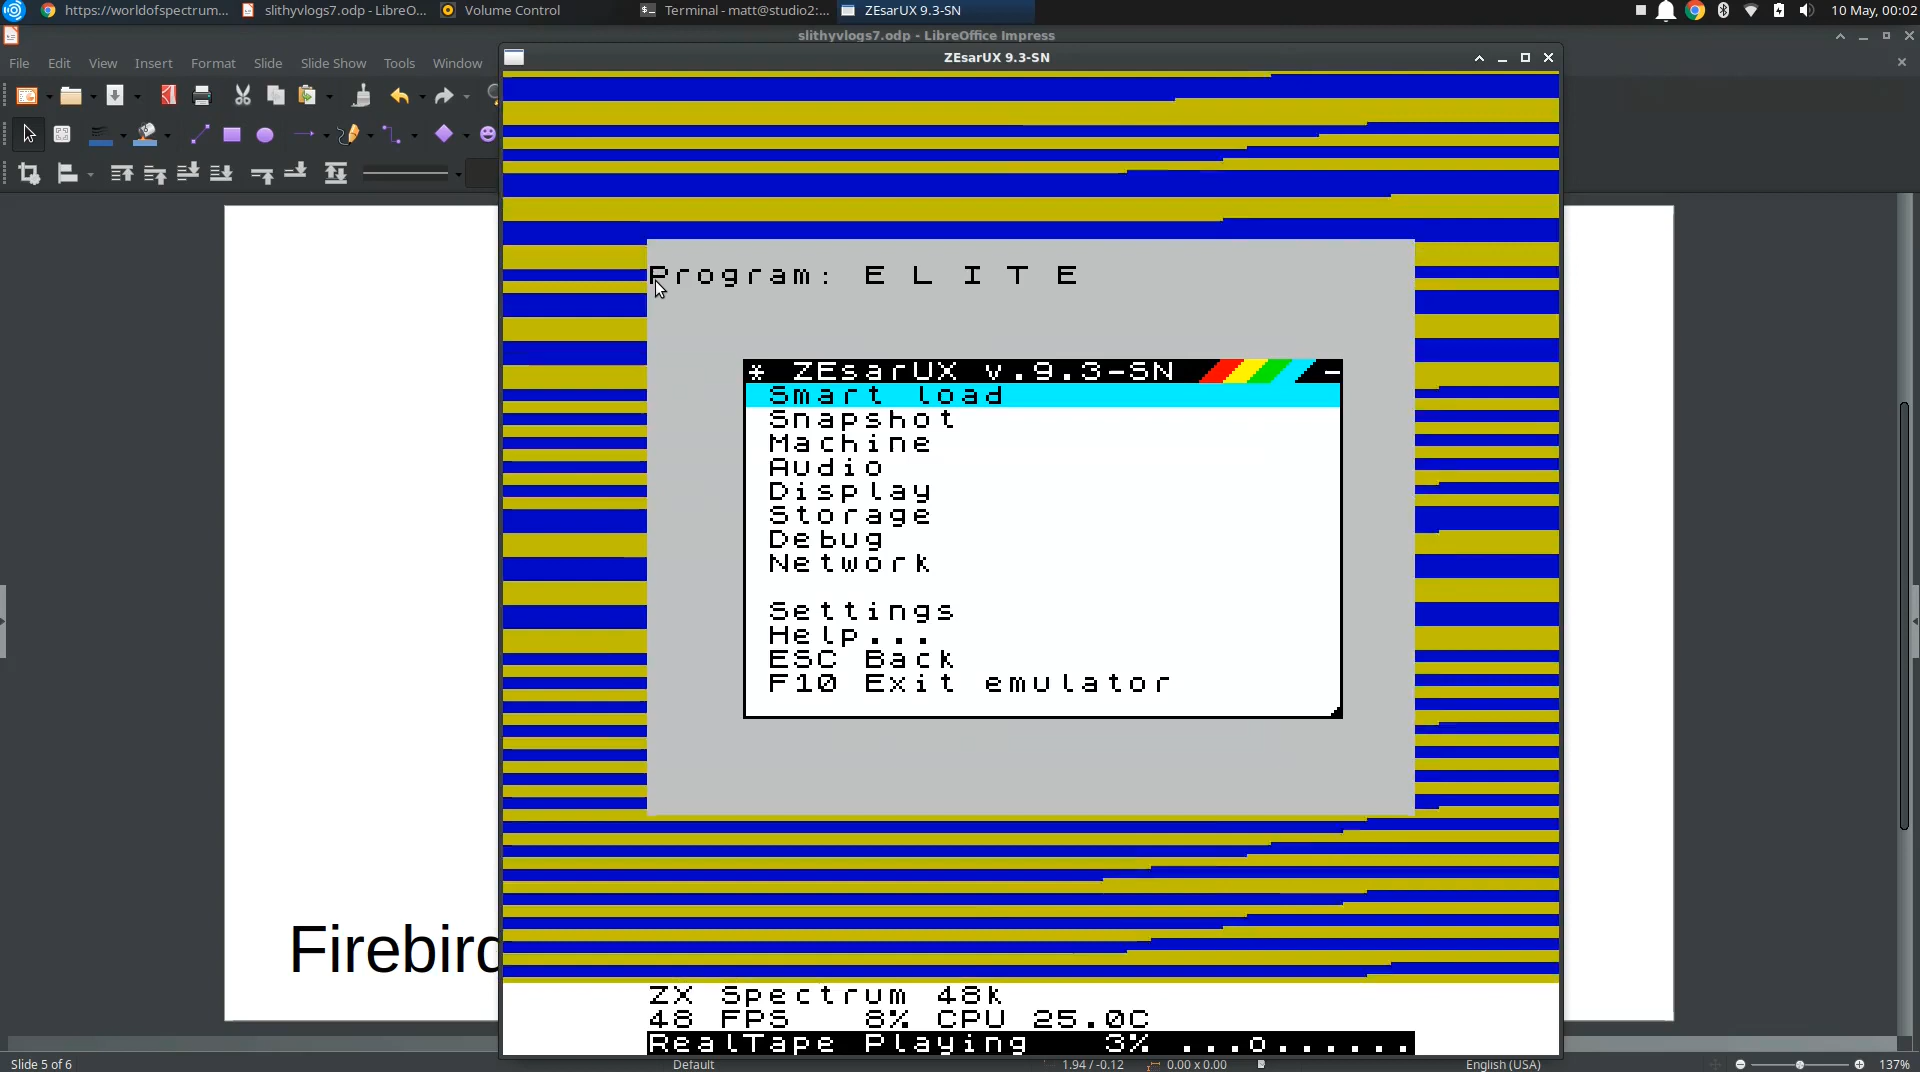 https://worldofspectrum... slithyvlogs7.odp - LibreO... Volume Control Terminal - matt@studio2:... ZEsarUX 9.3-SN 10 May, 00:02
slithyvlogs7.odp - LibreOffice Impress
File Edit View Insert Format Slide Slide Show Tools Window
ZEsarUX 9.3-SN
Program: E L I T E
* ZEsarUX v.9.3-SN -
Smart load
Snapshot
Machine
Audio
Display
Storage
Debug
Network
Settings
Help...
ESC Back
F10 Exit emulator
Firebird
ZX Spectrum 48k
48 FPS 8% CPU 25.0C
RealTape Playing 3% ...o......
Slide 5 of 6 Default 1.94 / -0.12 0.00 x 0.00 English (USA) 137%